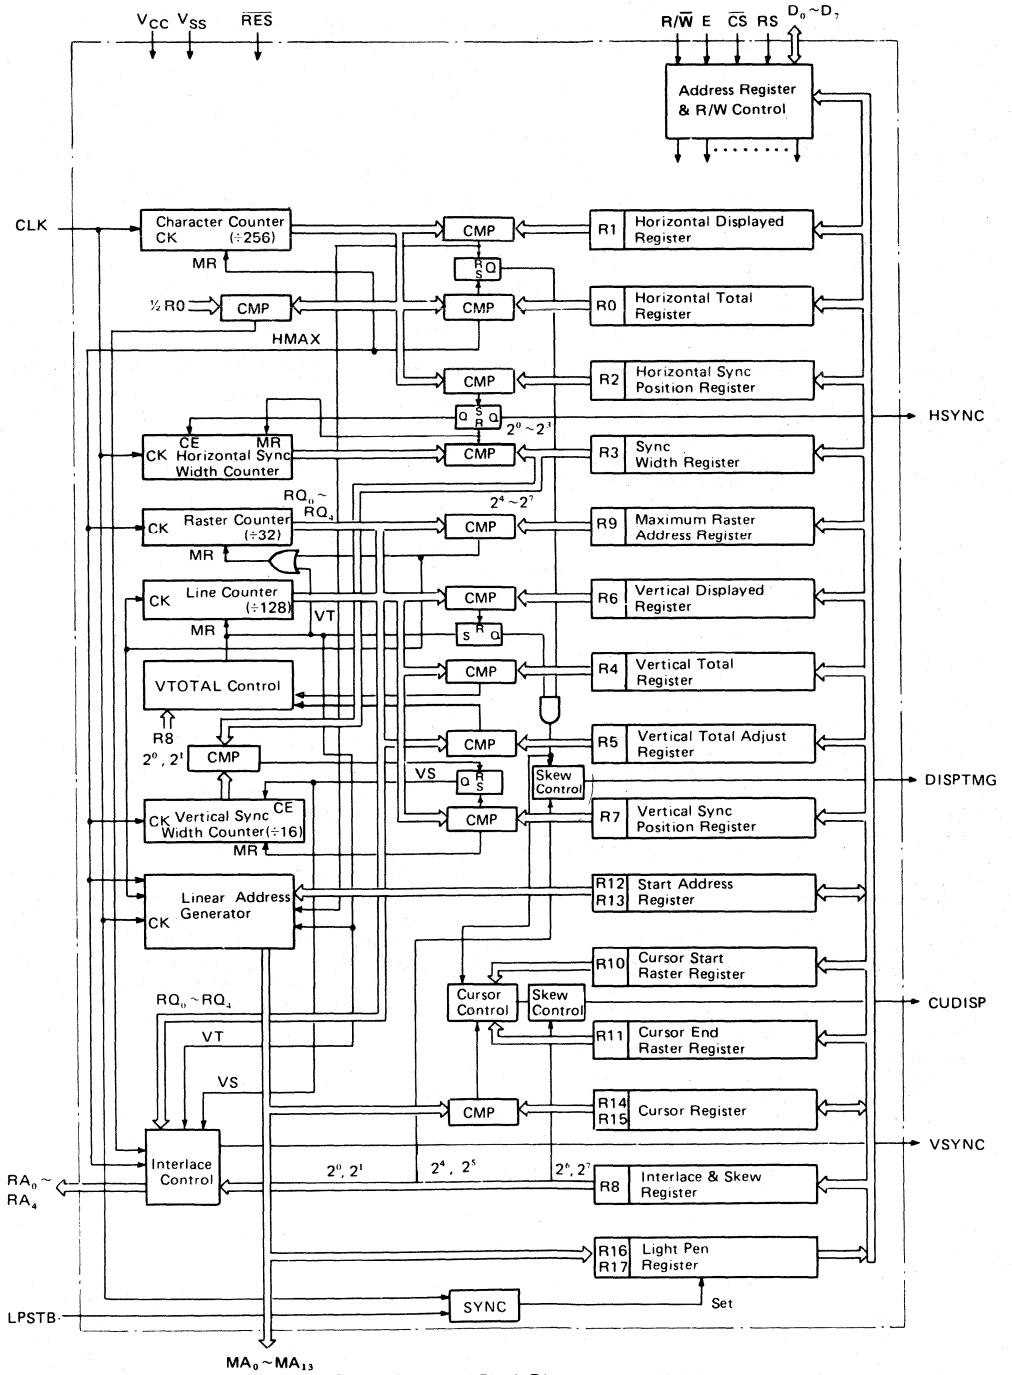 V_CC V_SS RES
R/W E CS RS D₀~D₇
Address Register
& R/W Control
CLK
Character Counter
CK (÷256)
MR
CMP
R1 Horizontal Displayed
Register
R
S Q
½ R0
CMP
CMP
R0 Horizontal Total
Register
HMAX
CMP
R2 Horizontal Sync
Position Register
Q S
R Q
HSYNC
2⁰~2³
CE MR
CK Horizontal Sync
Width Counter
CMP
R3 Sync
Width Register
RQ₀~
RQ₄
2⁴~2⁷
Raster Counter
CK (÷32)
MR
CMP
R9 Maximum Raster
Address Register
Line Counter
CK (÷128)
MR
VT
CMP
R6 Vertical Displayed
Register
S R Q
VTOTAL Control
CMP
R4 Vertical Total
Register
R8
2⁰, 2¹
CMP
CMP
R5 Vertical Total Adjust
Register
VS
Q R
S
Skew
Control
DISPTMG
CE
CK Vertical Sync
Width Counter(÷16)
MR
CMP
R7 Vertical Sync
Position Register
Linear Address
Generator
CK
R12
R13
Start Address
Register
R10 Cursor Start
Raster Register
RQ₀~RQ₄
Cursor
Control
Skew
Control
CUDISP
VT
R11 Cursor End
Raster Register
VS
CMP
R14
R15
Cursor Register
VSYNC
Interlace
Control
RA₀~
RA₄
2⁰, 2¹ 2⁴, 2⁵ 2⁶, 2⁷
R8 Interlace & Skew
Register
R16
R17
Light Pen
Register
SYNC
Set
LPSTB
MA₀~MA₁₃